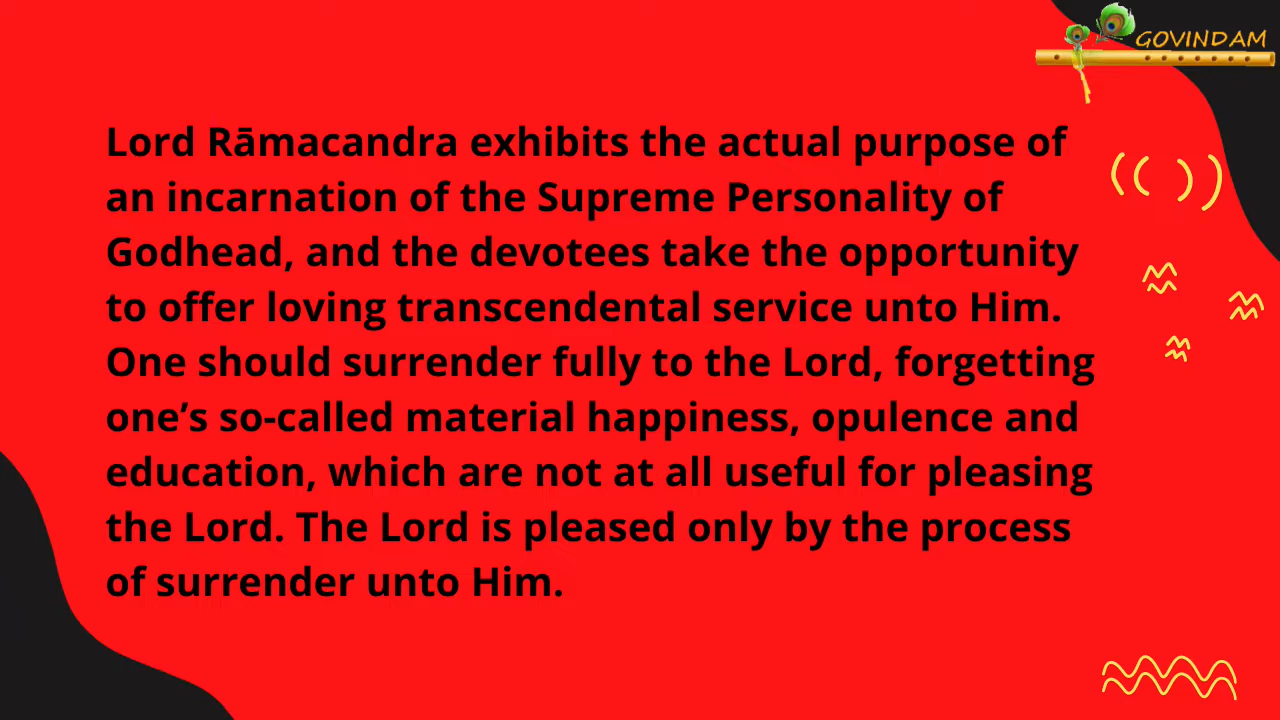 GOVINDAM
Lord Rāmacandra exhibits the actual purpose of
an incarnation of the Supreme Personality of
Godhead, and the devotees take the opportunity
to offer loving transcendental service unto Him.
One should surrender fully to the Lord, forgetting
one’s so-called material happiness, opulence and
education, which are not at all useful for pleasing
the Lord. The Lord is pleased only by the process
of surrender unto Him.